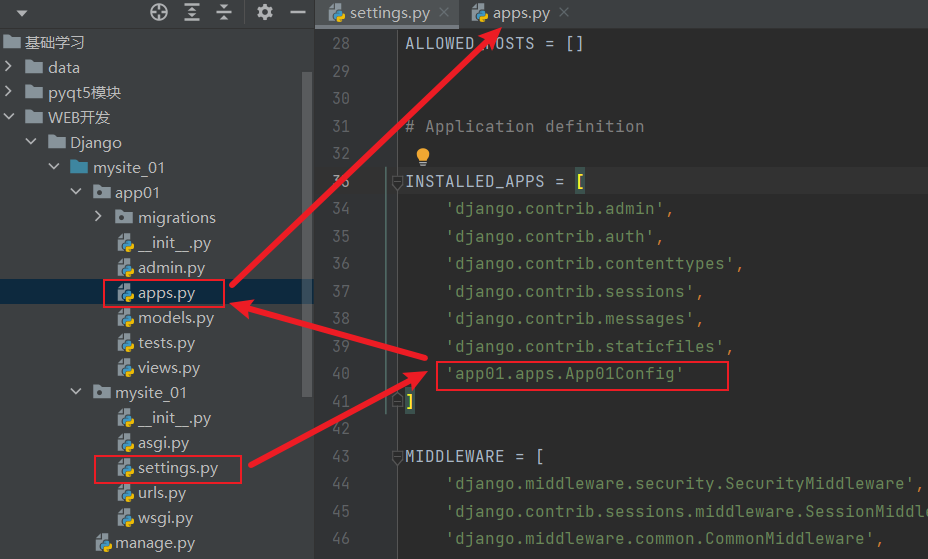 settings.py
apps.py
基础学习
data
pyqt5模块
WEB开发
Django
mysite_01
app01
migrations
__init__.py
admin.py
apps.py
models.py
tests.py
views.py
mysite_01
__init__.py
asgi.py
settings.py
urls.py
wsgi.py
manage.py
28 ALLOWED_HOSTS = []
29
30
31 # Application definition
32
33 INSTALLED_APPS = [
34 'django.contrib.admin',
35 'django.contrib.auth',
36 'django.contrib.contenttypes',
37 'django.contrib.sessions',
38 'django.contrib.messages',
39 'django.contrib.staticfiles',
40 'app01.apps.App01Config'
41 ]
42
43 MIDDLEWARE = [
44 'django.middleware.security.SecurityMiddleware',
45 'django.contrib.sessions.middleware.SessionMiddl
46 'django.middleware.common.CommonMiddleware',